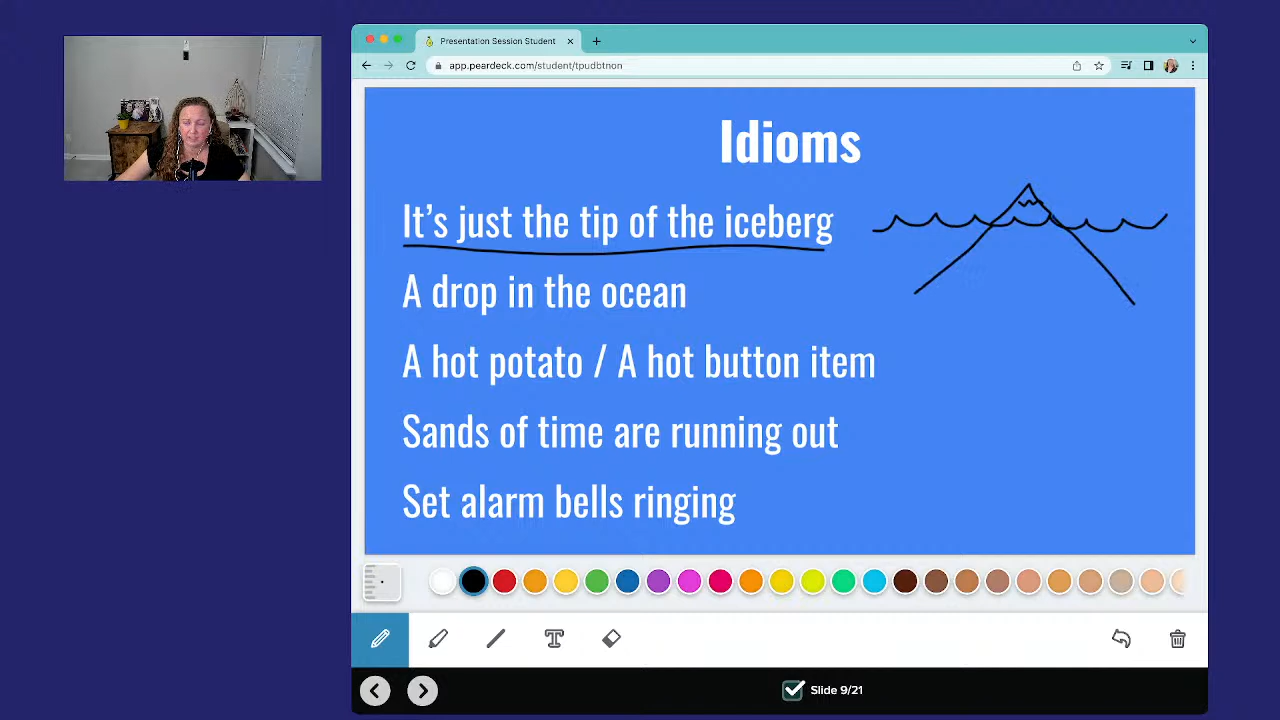 Presentation Session Student
app.peardeck.com/student/tpudbtnon
Idioms
It's just the tip of the iceberg
A drop in the ocean
A hot potato / A hot button item
Sands of time are running out
Set alarm bells ringing
T
Slide 9/21